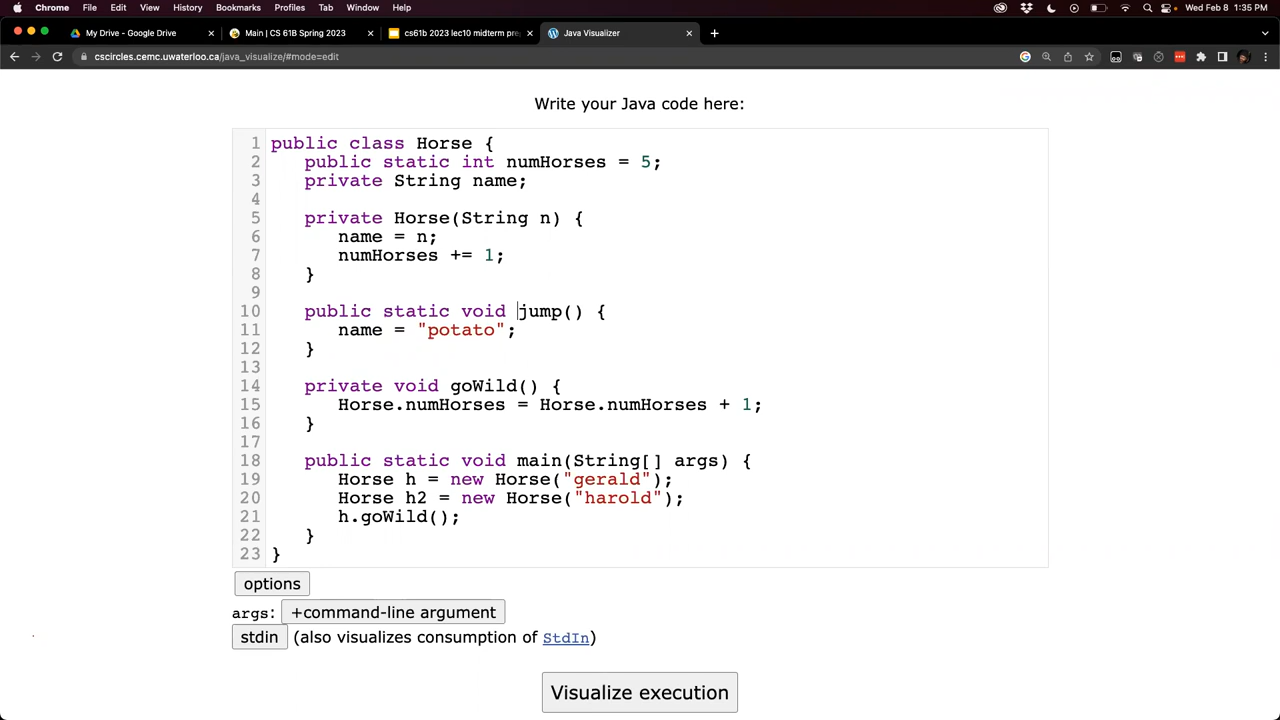 Chrome File Edit View History Bookmarks Profiles Tab Window Help Wed Feb 8 1:35 PM
My Drive - Google Drive Main | CS 61B Spring 2023 cs61b 2023 lec10 midterm pre Java Visualizer
cscircles.cemc.uwaterloo.ca/java_visualize/#mode=edit
Write your Java code here:
1 public class Horse {
2 public static int numHorses = 5;
3 private String name;
4
5 private Horse(String n) {
6 name = n;
7 numHorses += 1;
8 }
9
10 public static void jump() {
11 name = "potato";
12 }
13
14 private void goWild() {
15 Horse.numHorses = Horse.numHorses + 1;
16 }
17
18 public static void main(String[] args) {
19 Horse h = new Horse("gerald");
20 Horse h2 = new Horse("harold");
21 h.goWild();
22 }
23 }
options
args: +command-line argument
stdin (also visualizes consumption of StdIn)
Visualize execution